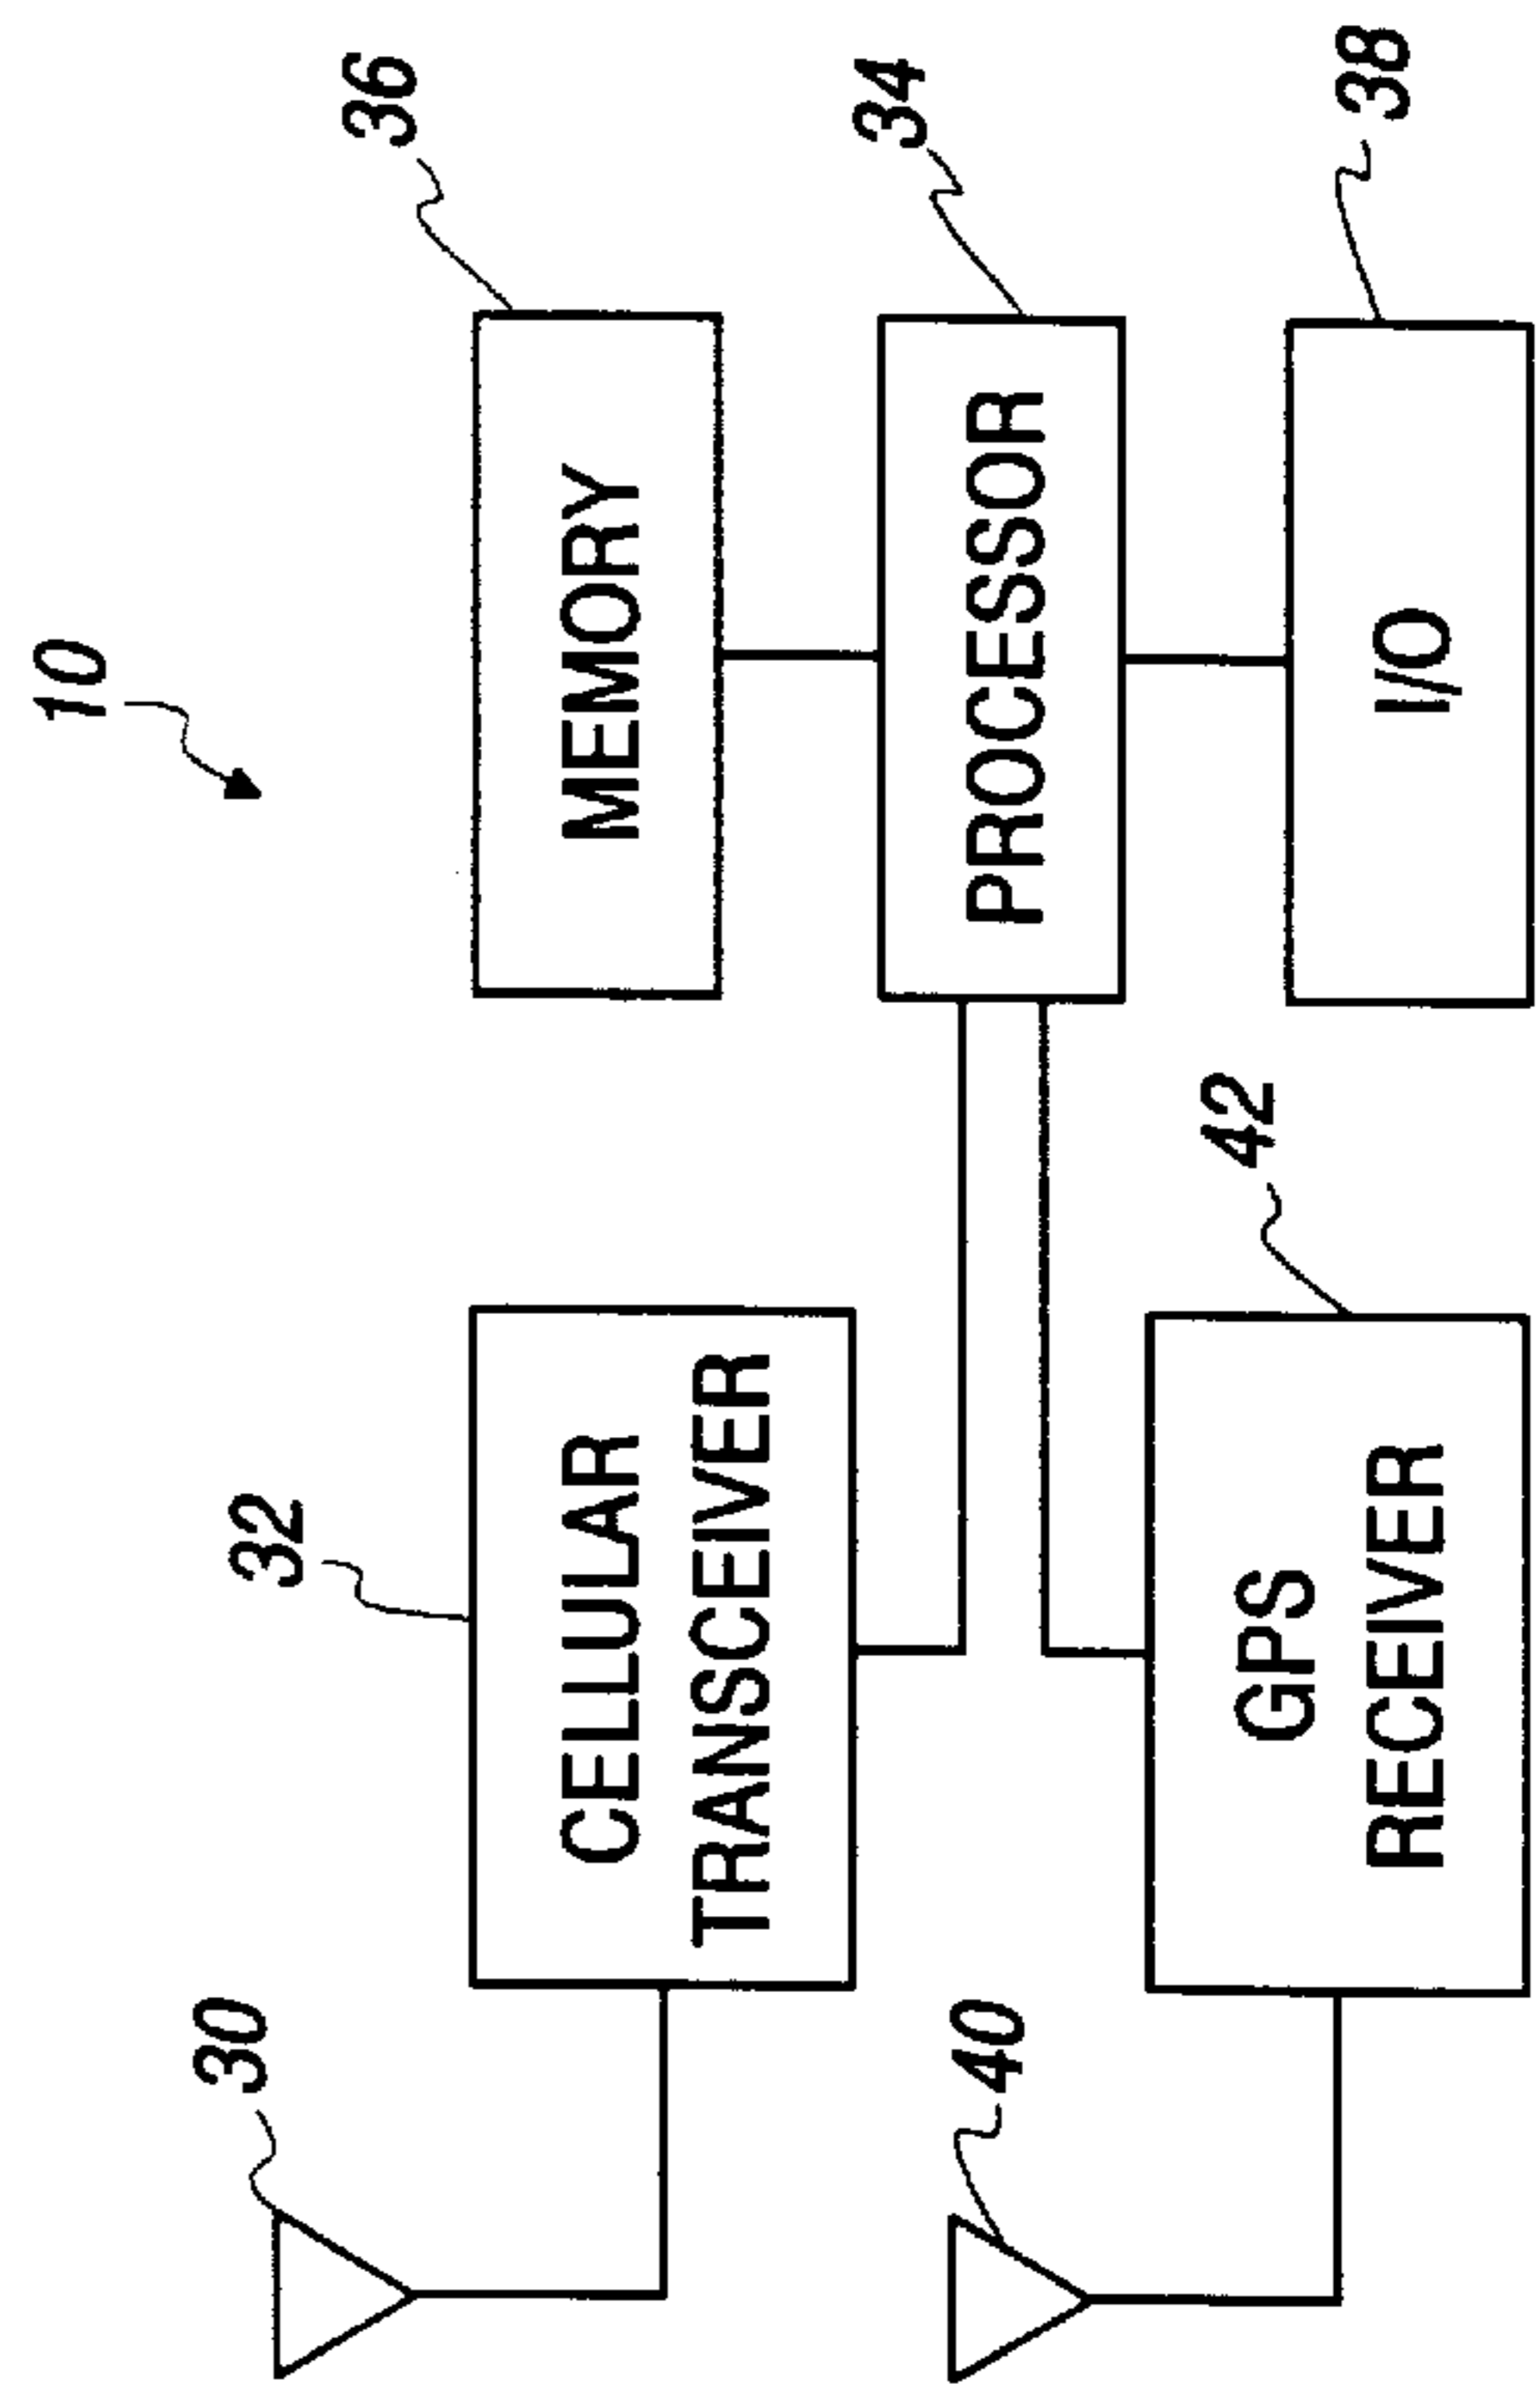 10
30
32
CELLULAR
TRANSCEIVER
36
MEMORY
34
PROCESSOR
40
42
GPS
RECEIVER
38
I/O